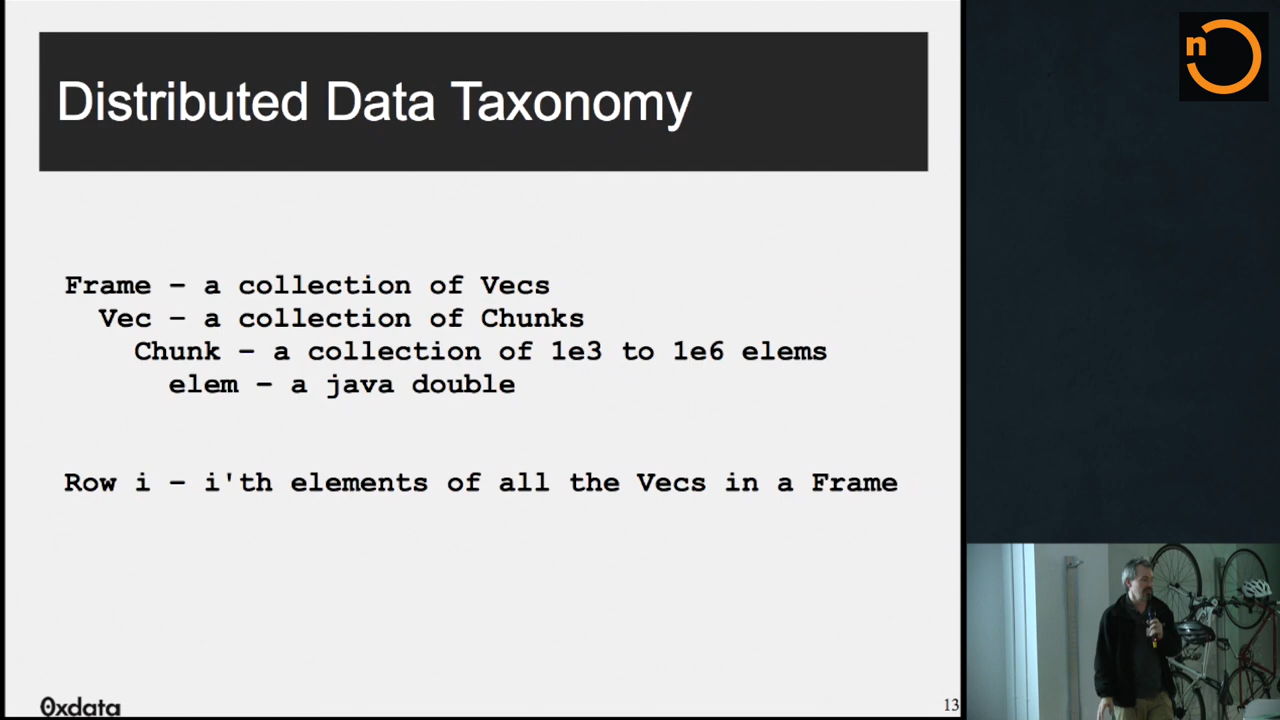 Distributed Data Taxonomy
n
Frame – a collection of Vecs
Vec – a collection of Chunks
Chunk – a collection of 1e3 to 1e6 elems
elem – a java double
Row i – i'th elements of all the Vecs in a Frame
0xdata
13